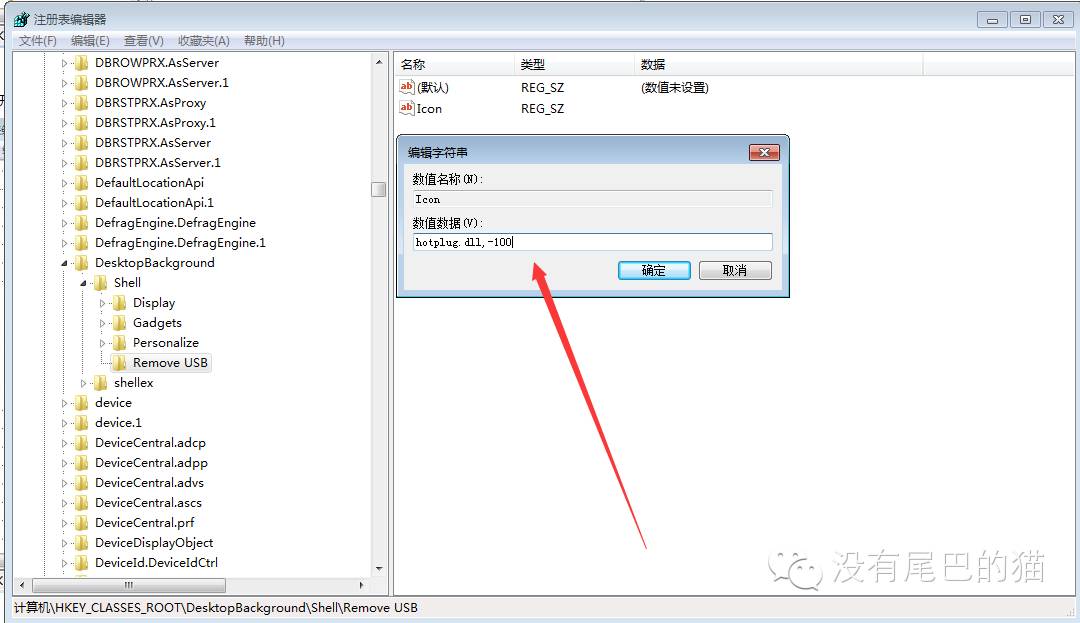 注册表编辑器
文件(F) 编辑(E) 查看(V) 收藏夹(A) 帮助(H)
DBROWPRX.AsServer
DBROWPRX.AsServer.1
DBRSTPRX.AsProxy
DBRSTPRX.AsProxy.1
DBRSTPRX.AsServer
DBRSTPRX.AsServer.1
DefaultLocationApi
DefaultLocationApi.1
DefragEngine.DefragEngine
DefragEngine.DefragEngine.1
DesktopBackground
Shell
Display
Gadgets
Personalize
Remove USB
shellex
device
device.1
DeviceCentral.adcp
DeviceCentral.adpp
DeviceCentral.advs
DeviceCentral.ascs
DeviceCentral.prf
DeviceDisplayObject
DeviceId.DeviceIdCtrl
名称 类型 数据
(默认) REG_SZ (数值未设置)
Icon REG_SZ
编辑字符串
数值名称(N):
Icon
数值数据(V):
hotplug.dll,-100
确定 取消
没有尾巴的猫
计算机\HKEY_CLASSES_ROOT\DesktopBackground\Shell\Remove USB